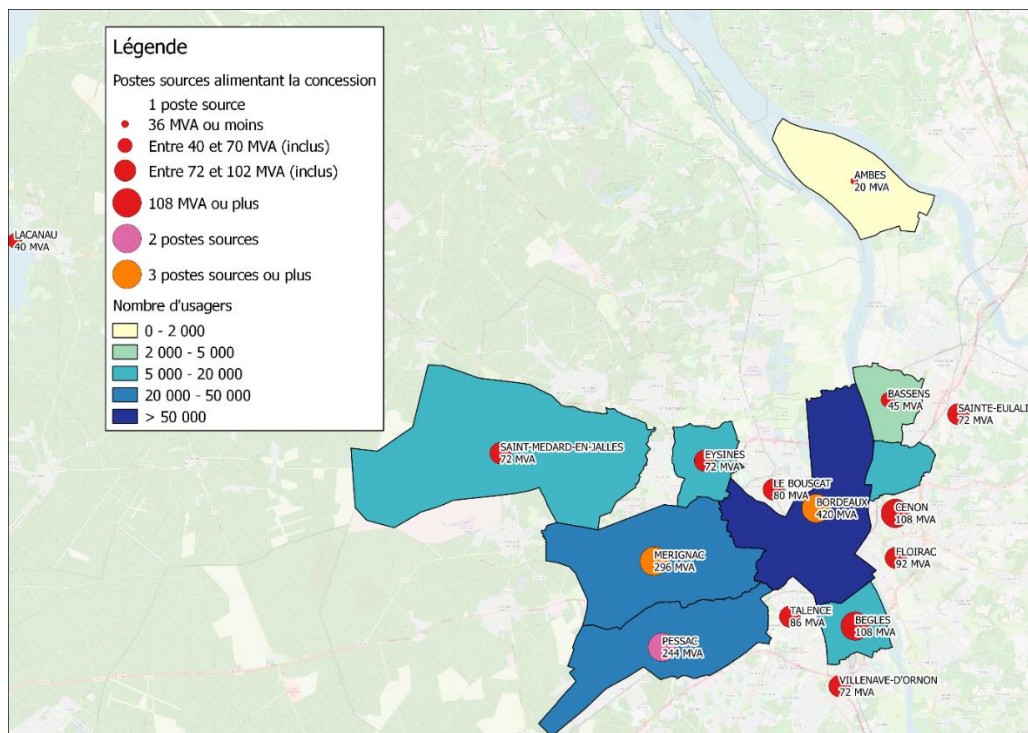 Légende
Postes sources alimentant la concession
1 poste source
36 MVA ou moins
Entre 40 et 70 MVA (inclus)
Entre 72 et 102 MVA (inclus)
108 MVA ou plus
2 postes sources
3 postes sources ou plus
Nombre d'usagers
0 - 2 000
2 000 - 5 000
5 000 - 20 000
20 000 - 50 000
> 50 000
AMBES
20 MVA
LACANAU
40 MVA
BASSENS
45 MVA
SAINTE-EULALI
72 MVA
SAINT-MEDARD-EN-JALLES
72 MVA
EYSINES
72 MVA
LE BOUSCAT
80 MVA
BORDEAUX
420 MVA
CENON
108 MVA
FLOIRAC
92 MVA
MERIGNAC
296 MVA
TALENCE
86 MVA
BEGLES
108 MVA
PESSAC
244 MVA
VILLENAVE-D'ORNON
72 MVA